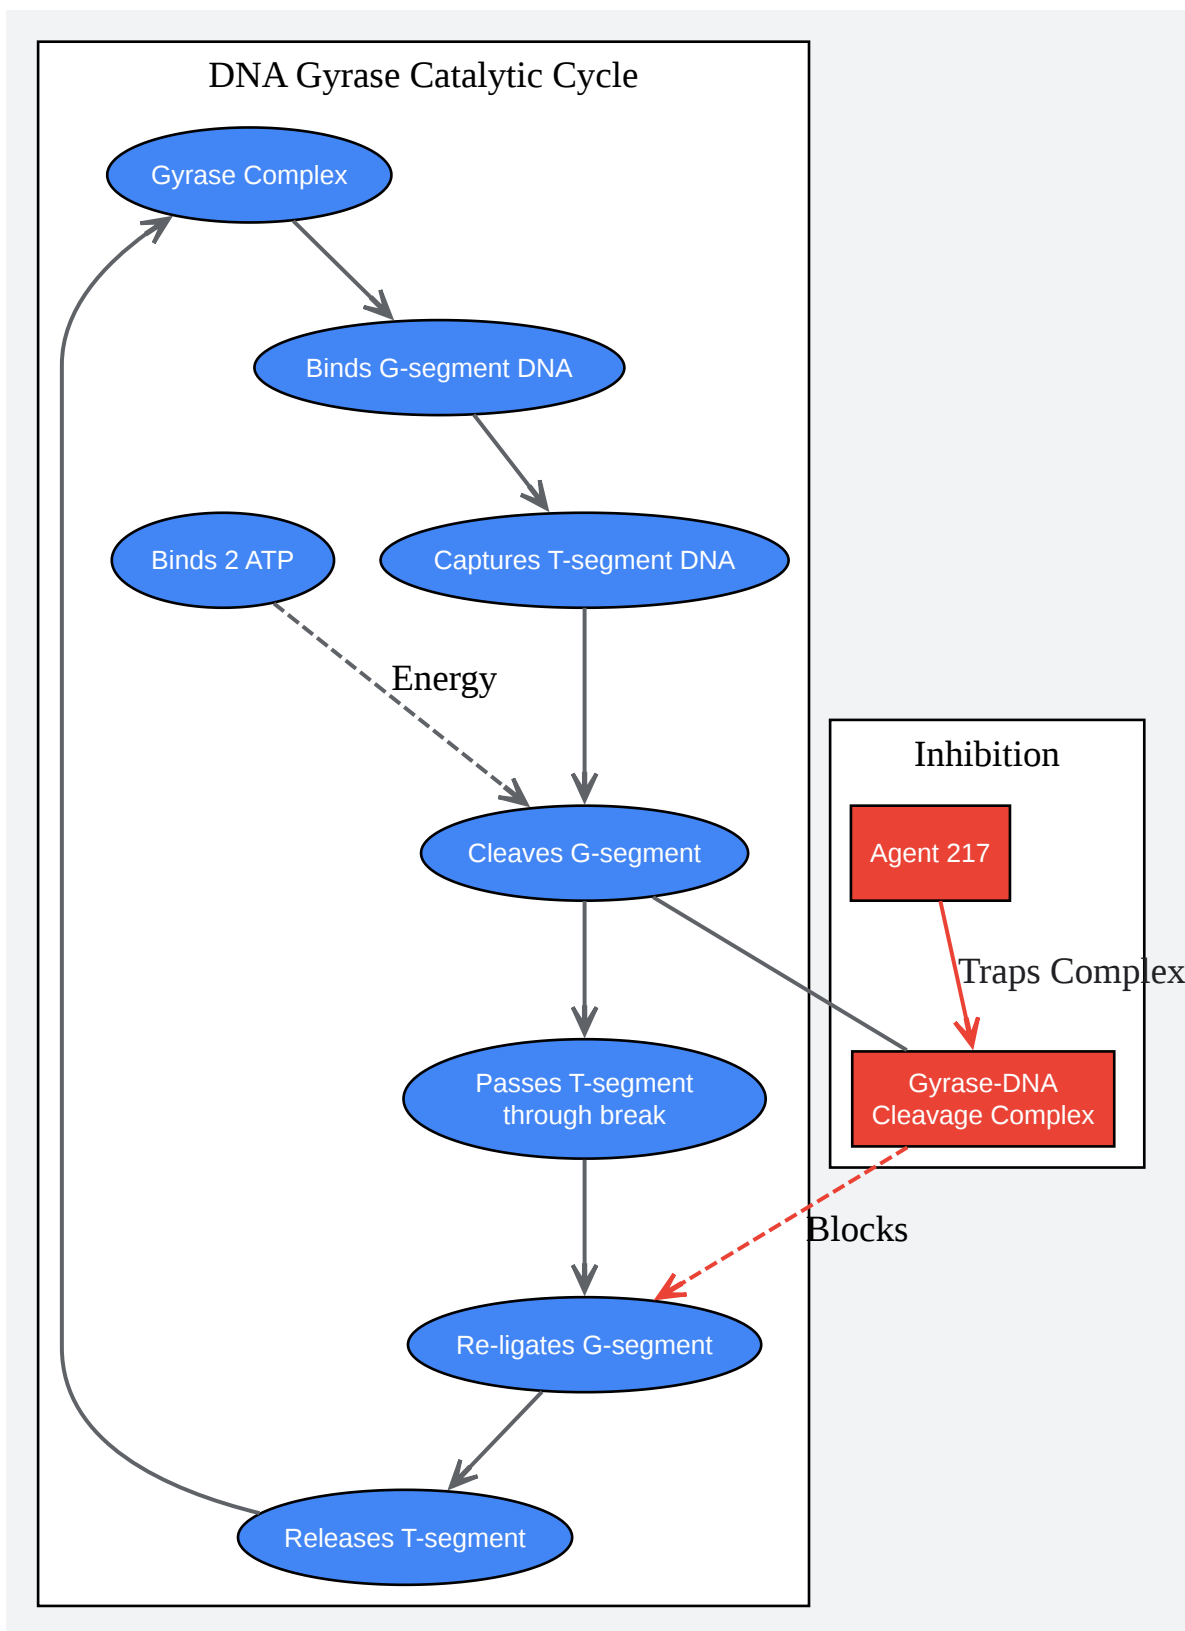 DNA Gyrase Catalytic Cycle
Gyrase Complex
Binds G-segment DNA
Binds 2 ATP
Captures T-segment DNA
Energy
Cleaves G-segment
Passes T-segment
through break
Re-ligates G-segment
Releases T-segment
Inhibition
Agent 217
Traps Complex
Gyrase-DNA
Cleavage Complex
Blocks